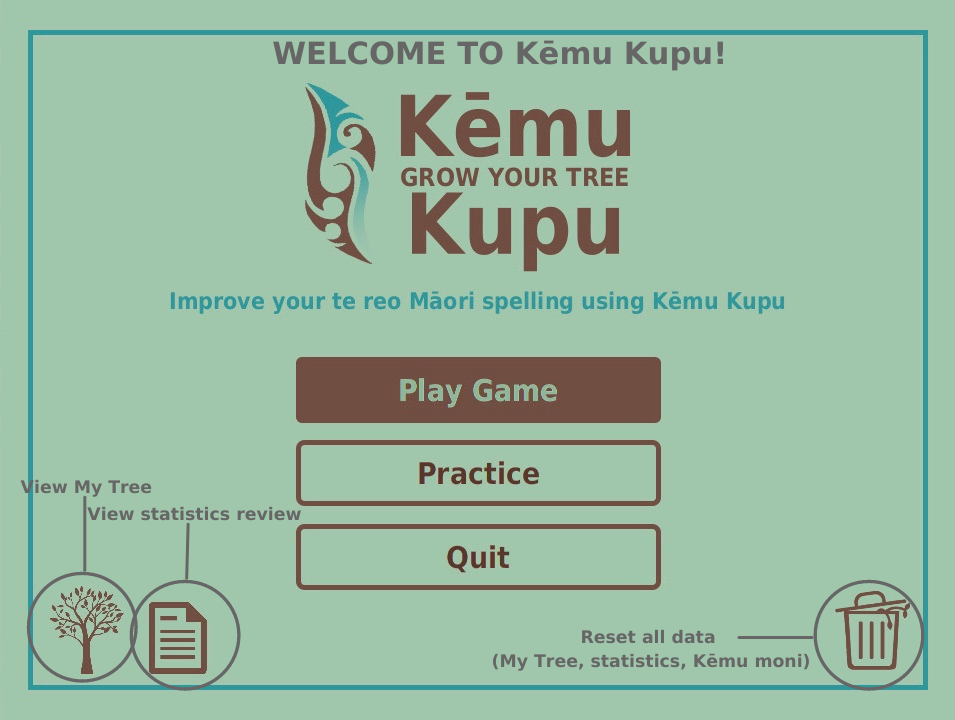 WELCOME TO Kēmu Kupu!
Kēmu
GROW YOUR TREE
Kupu
Improve your te reo Māori spelling using Kēmu Kupu
Play Game
Practice
View My Tree
View statistics review
Quit
Reset all data
(My Tree, statistics, Kēmu moni)